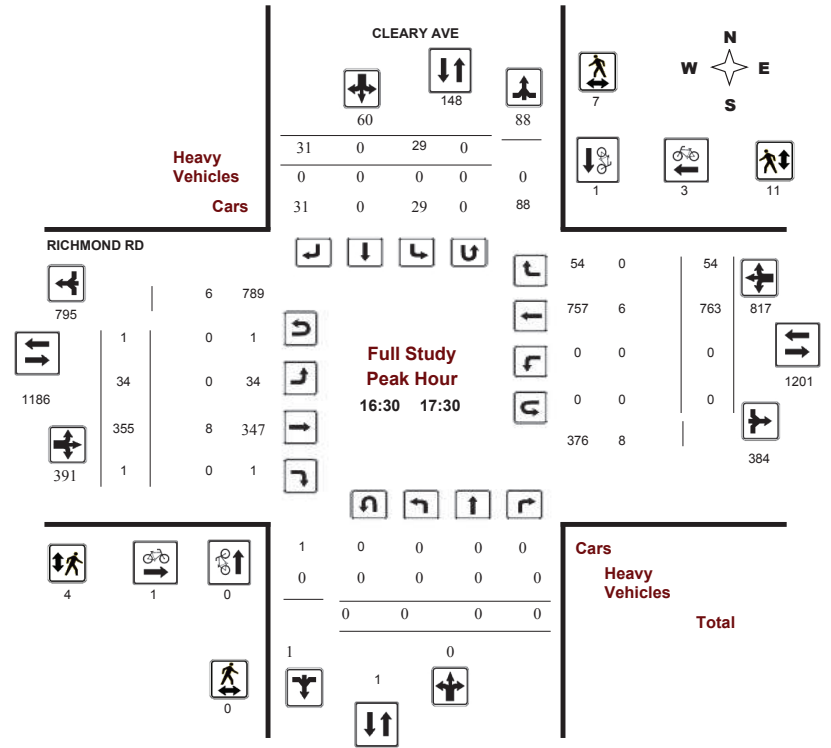 CLEARY AVE
N
W E
S
148
7
60 88
31 0 29 0
Heavy
Vehicles 0 0 0 0 0
Cars 31 0 29 0 88
1 3 11
RICHMOND RD
795 6 789
1 0 1
1186 34 0 34
355 8 347
391 1 0 1
Full Study
Peak Hour
16:30 17:30
54 0 54
757 6 763 817
0 0 0
1201
0 0 0
376 8 384
4 1 0
0
1 0 0 0 0
0 0 0 0 0
0 0 0 0
1 0
1
Cars
Heavy
Vehicles
Total